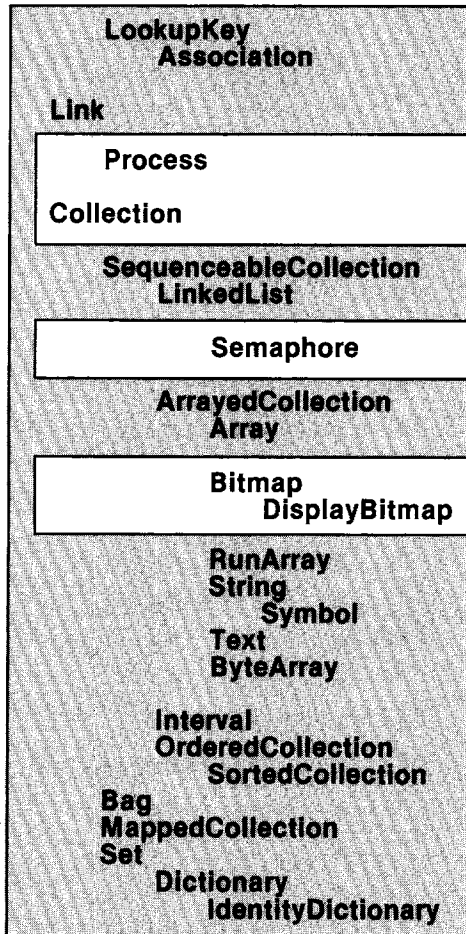 LookupKey
Association
Link
Process
Collection
SequenceableCollection
LinkedList
Semaphore
ArrayedCollection
Array
Bitmap
DisplayBitmap
RunArray
String
Symbol
Text
ByteArray
Interval
OrderedCollection
SortedCollection
Bag
MappedCollection
Set
Dictionary
IdentityDictionary